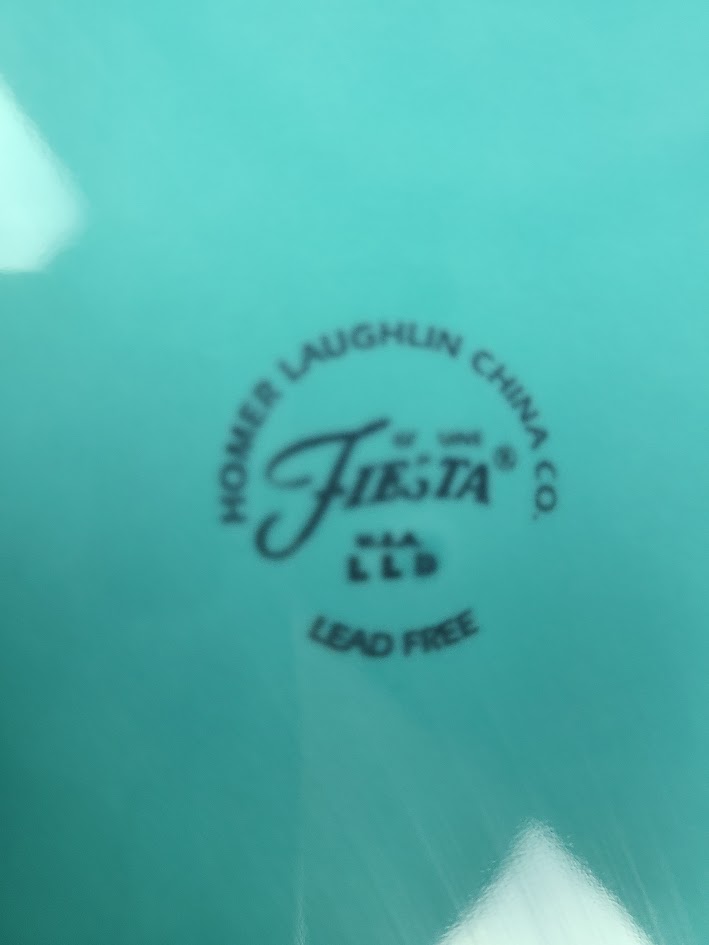 HOMER LAUGHLIN CHINA CO.
FIESTA®
U.S.A.
L L D
LEAD FREE